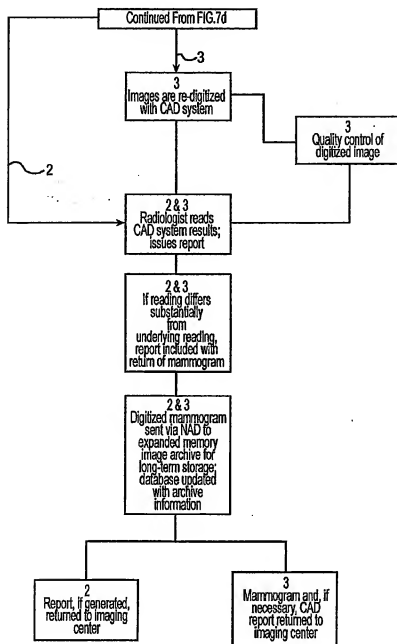 Continued From FIG.7d
3
3
Images are re-digitized
with CAD system
3
Quality control of
digitized image
2
2 & 3
Radiologist reads
CAD system results;
issues report
2 & 3
If reading differs
substantially
from
underlying reading,
report included with
return of mammogram
2 & 3
Digitized mammogram
sent via NAD to
expanded memory
image archive for
long-term storage;
database updated
with archive
information
2
Report, if generated,
returned to imaging
center
3
Mammogram and, if
necessary, CAD
report returned to
imaging center